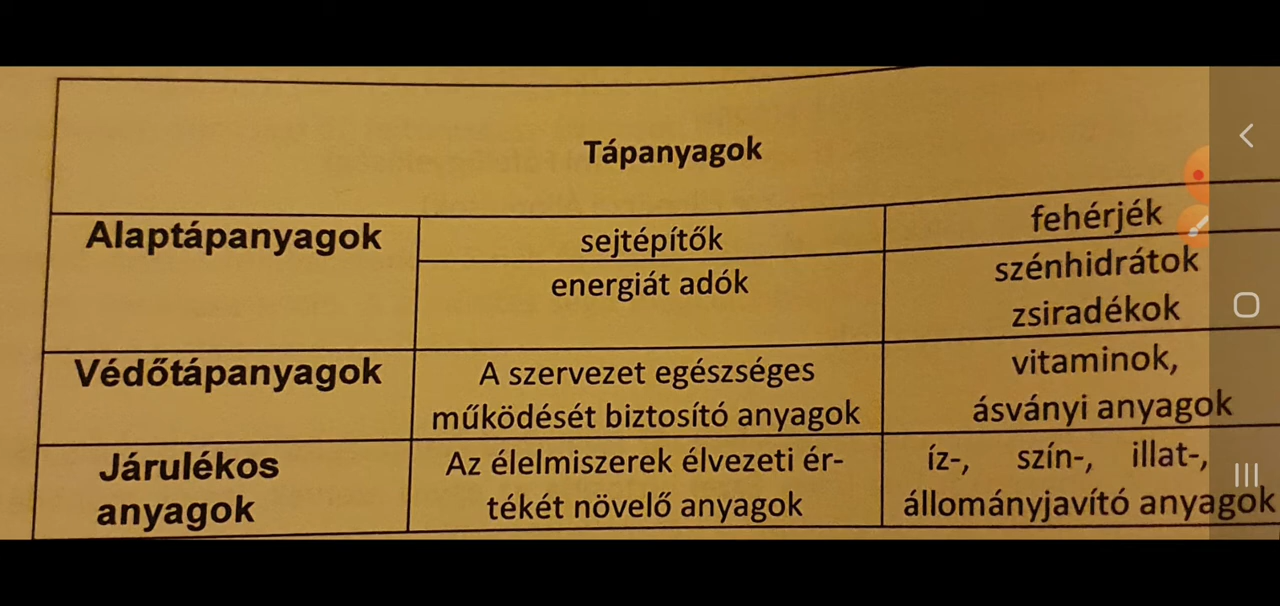 Tápanyagok
Alaptápanyagok
sejtépítők
fehérjék
energiát adók
szénhidrátok
zsiradékok
Védőtápanyagok
A szervezet egészséges
működését biztosító anyagok
vitaminok,
ásványi anyagok
Járulékos
anyagok
Az élelmiszerek élvezeti ér-
tékét növelő anyagok
íz-, szín-, illat-,
állományjavító anyagok